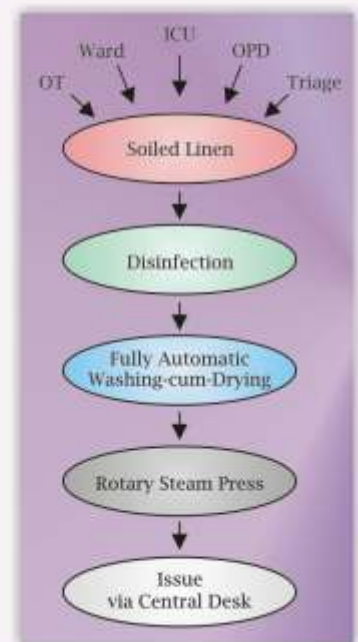 ICU
Ward
OPD
OT
Triage
Soiled Linen
Disinfection
Fully Automatic
Washing-cum-Drying
Rotary Steam Press
Issue
via Central Desk